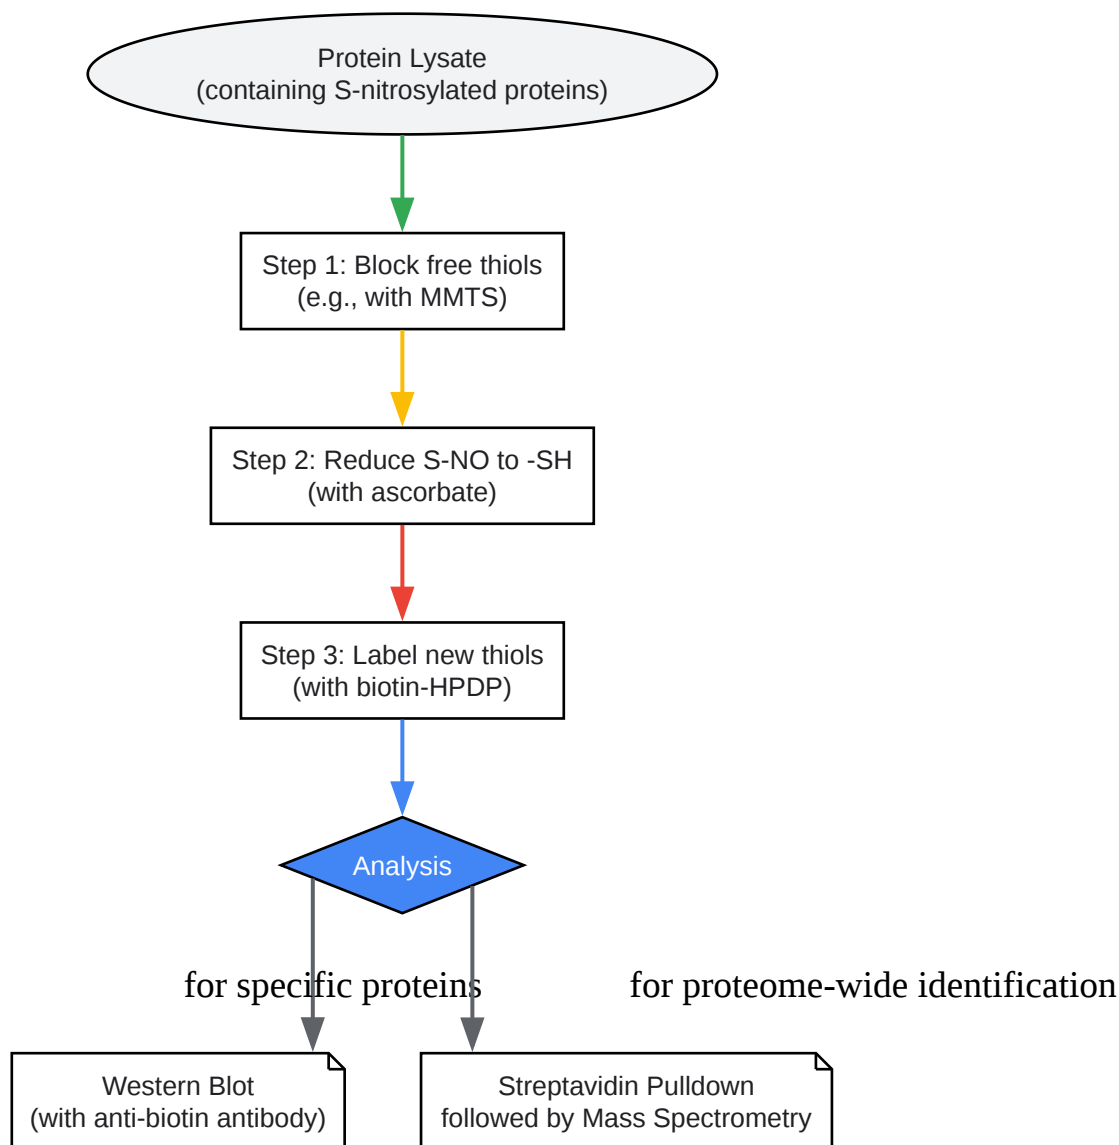 Protein Lysate
(containing S-nitrosylated proteins)
Step 1: Block free thiols
(e.g., with MMTS)
Step 2: Reduce S-NO to -SH
(with ascorbate)
Step 3: Label new thiols
(with biotin-HPDP)
Analysis
for specific proteins
for proteome-wide identification
Western Blot
(with anti-biotin antibody)
Streptavidin Pulldown
followed by Mass Spectrometry